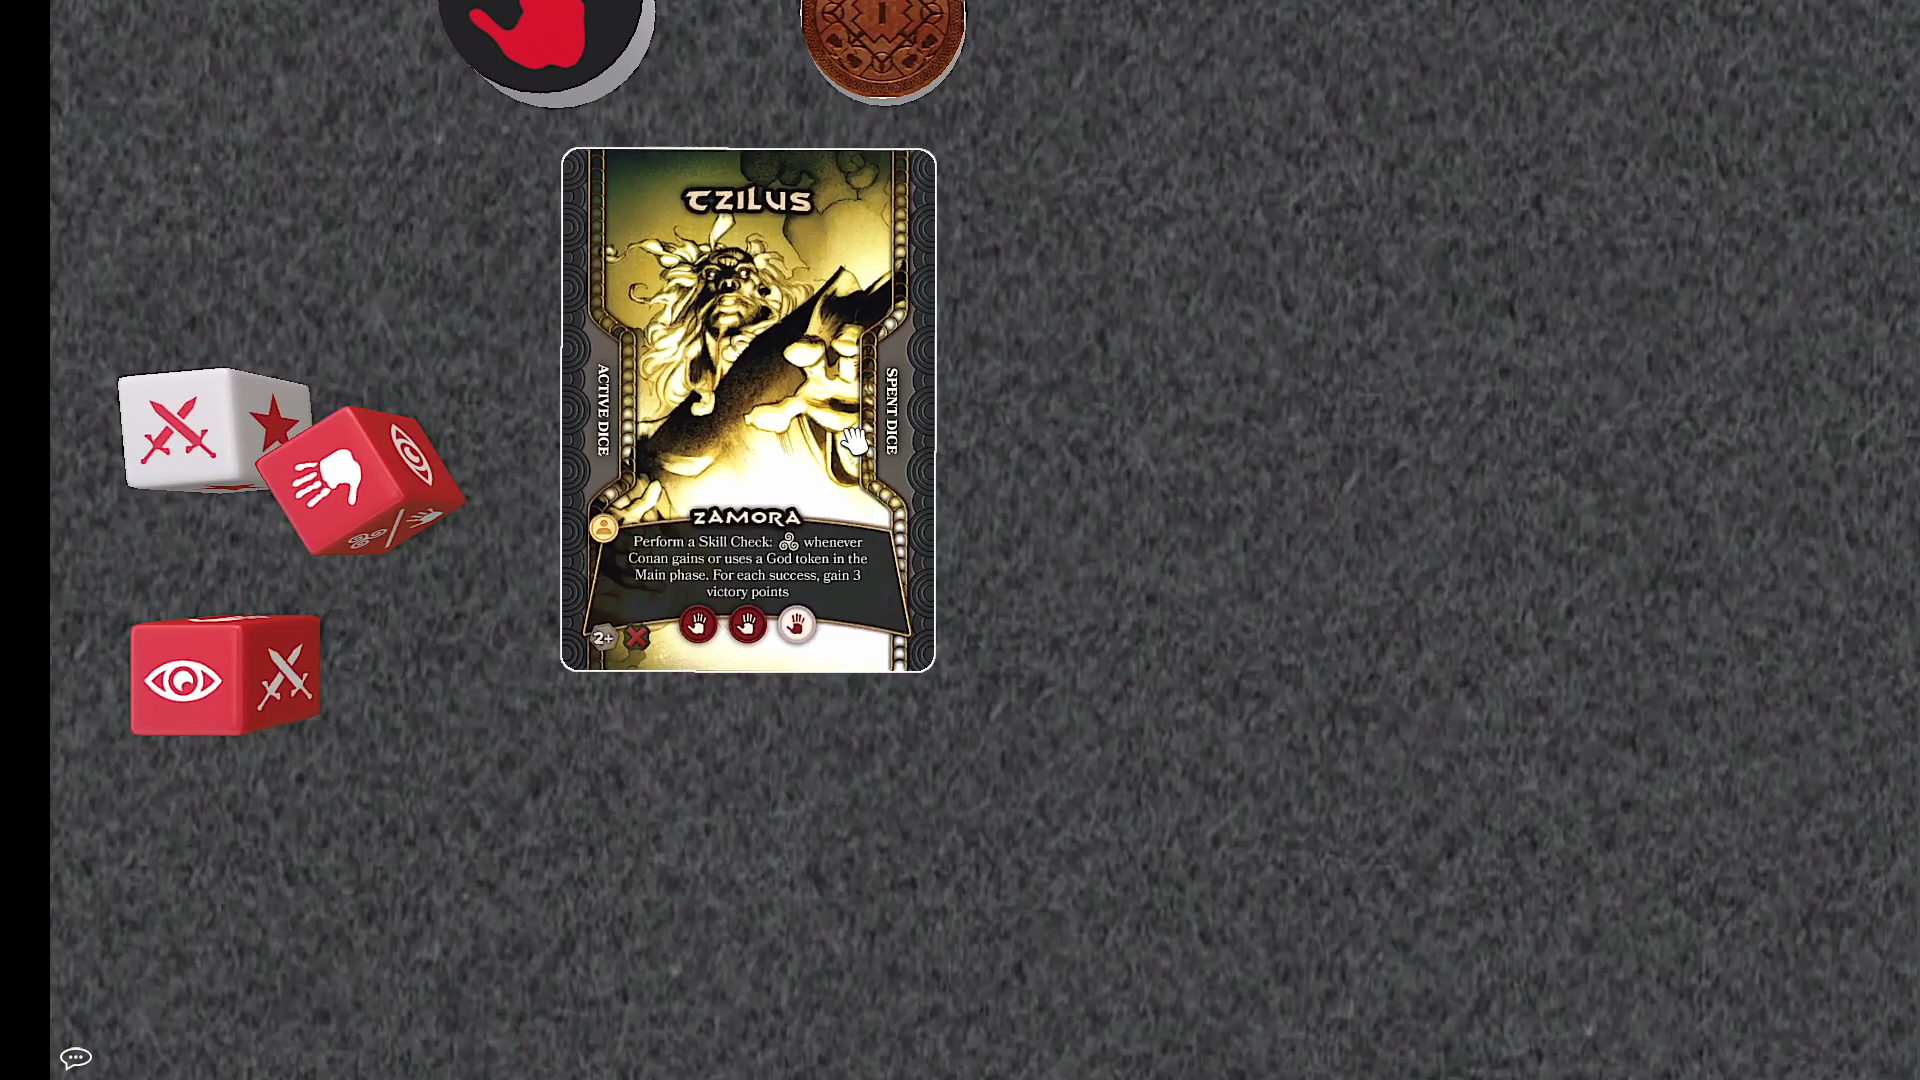 I
TZILUS
ACTIVE DICE
SPENT DICE
ZAMORA
Perform a Skill Check: whenever
Conan gains or uses a God token in the
Main phase. For each success, gain 3
victory points
2+